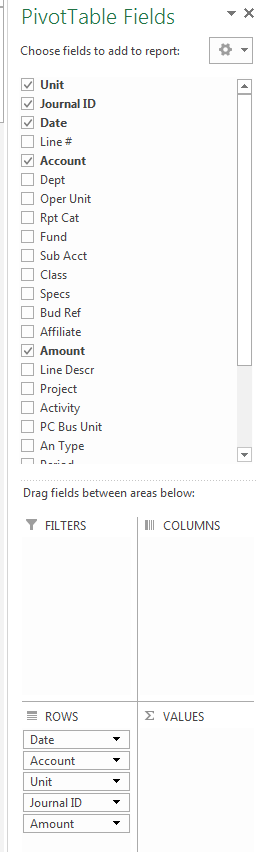 PivotTable Fields
Choose fields to add to report:
Unit
Journal ID
Date
Line #
Account
Dept
Oper Unit
Rpt Cat
Fund
Sub Acct
Class
Specs
Bud Ref
Affiliate
Amount
Line Descr
Project
Activity
PC Bus Unit
An Type
Period
Drag fields between areas below:
FILTERS
COLUMNS
ROWS
Date
Account
Unit
Journal ID
Amount
Σ VALUES